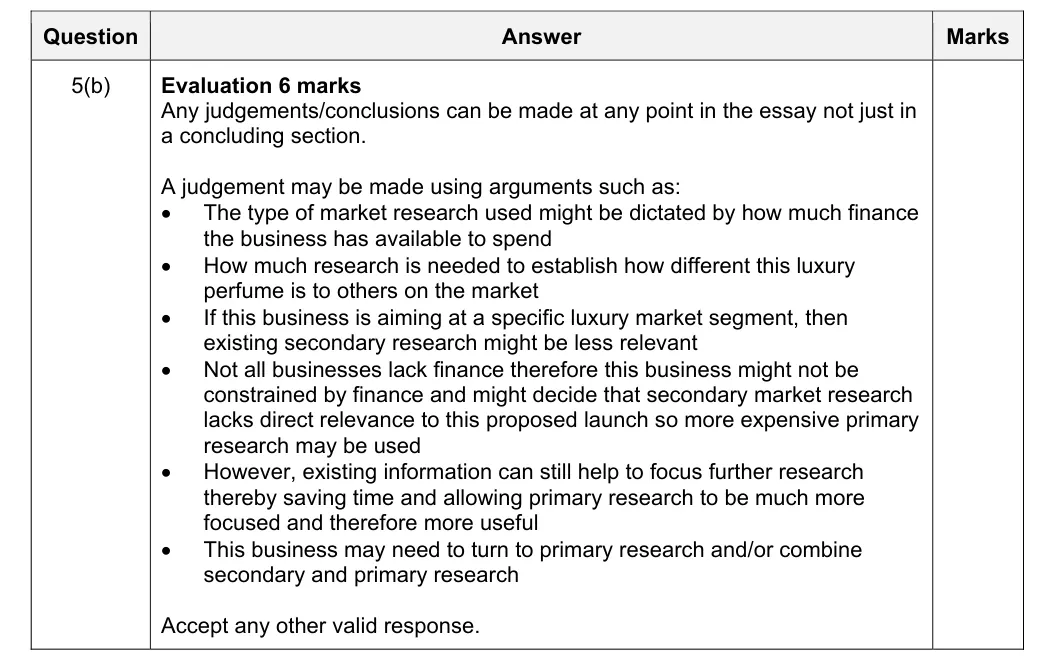 Question Answer Marks
5(b) Evaluation 6 marks
Any judgements/conclusions can be made at any point in the essay not just in
a concluding section.
A judgement may be made using arguments such as:
• The type of market research used might be dictated by how much finance
the business has available to spend
• How much research is needed to establish how different this luxury
perfume is to others on the market
• If this business is aiming at a specific luxury market segment, then
existing secondary research might be less relevant
• Not all businesses lack finance therefore this business might not be
constrained by finance and might decide that secondary market research
lacks direct relevance to this proposed launch so more expensive primary
research may be used
• However, existing information can still help to focus further research
thereby saving time and allowing primary research to be much more
focused and therefore more useful
• This business may need to turn to primary research and/or combine
secondary and primary research
Accept any other valid response.